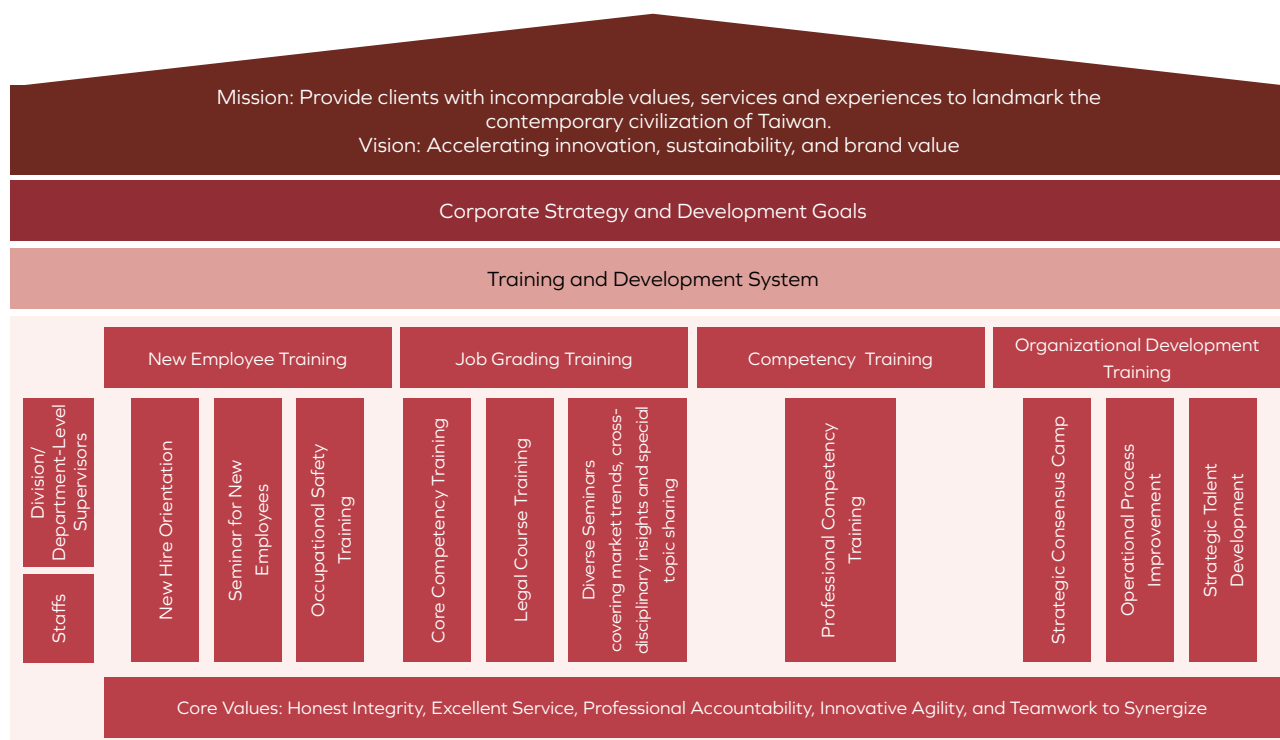 Mission: Provide clients with incomparable values, services and experiences to landmark the
contemporary civilization of Taiwan.
Vision: Accelerating innovation, sustainability, and brand value
Corporate Strategy and Development Goals
Training and Development System
New Employee Training
Job Grading Training
Competency Training
Organizational Development
Training
Division/
Department-Level
Supervisors
Staffs
New Hire Orientation
Seminar for New
Employees
Occupational Safety
Training
Core Competency Training
Legal Course Training
Diverse Seminars
covering market trends, cross-
disciplinary insights and special
topic sharing
Professional Competency
Training
Strategic Consensus Camp
Operational Process
Improvement
Strategic Talent
Development
Core Values: Honest Integrity, Excellent Service, Professional Accountability, Innovative Agility, and Teamwork to Synergize